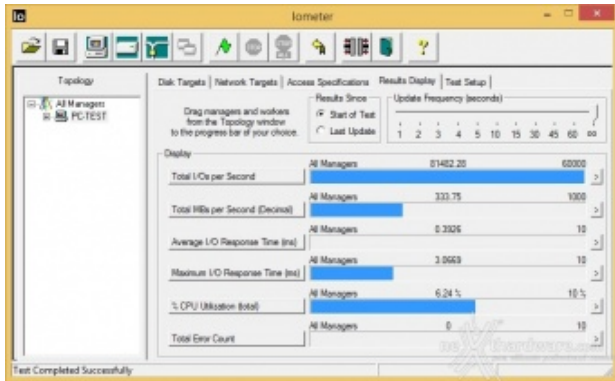 Io
Iometer
Topology
All Managers
PC-TEST
Disk Targets
Network Targets
Access Specifications
Results Display
Test Setup
Drag managers and workers
from the Topology window
to the progress bar of your choice.
Results Since
Start of Test
Last Update
Update Frequency (seconds)
1 2 3 4 5 10 15 30 45 60 ∞
Display
All Managers 81482.28 60000
Total I/Os per Second
All Managers 333.75 1000
Total MBs per Second (Decimal)
All Managers 0.3926 10
Average I/O Response Time (ms)
All Managers 3.0669 10
Maximum I/O Response Time (ms)
All Managers 6.24 % 10 %
% CPU Utilization (total)
All Managers 0 10
Total Error Count
Test Completed Successfully